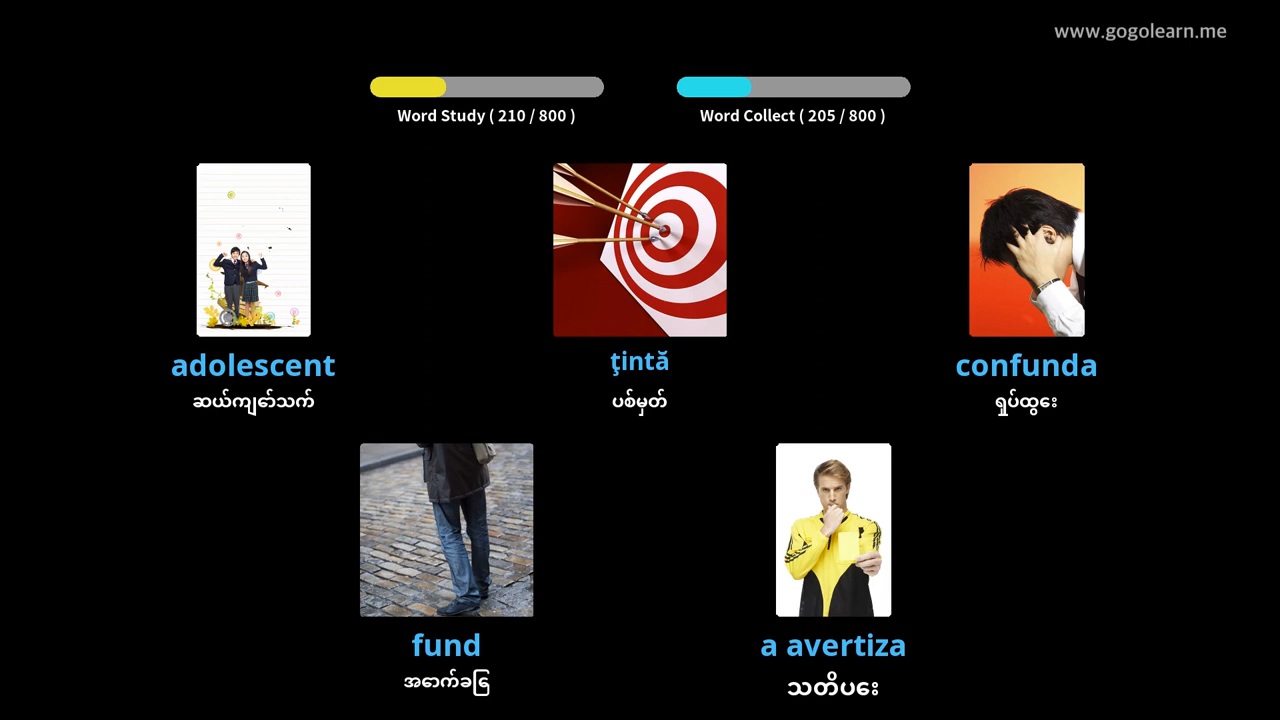 www.gogolearn.me
Word Study ( 210 / 800 )
Word Collect ( 205 / 800 )
adolescent
ţintă
confunda
ဆယ်ကျော်သက်
ပစ်မှတ်
ရှုပ်ထွေး
fund
a avertiza
အောက်ခြေ
သတိပေး